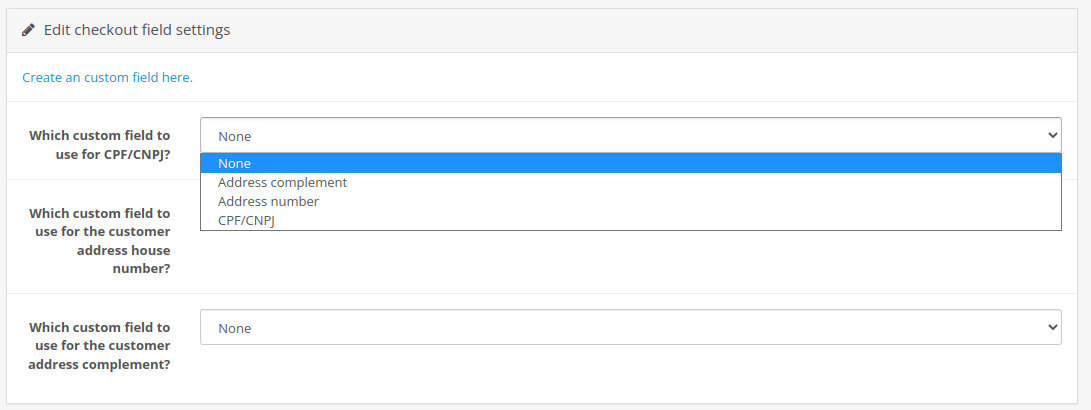 Edit checkout field settings
Create an custom field here.
Which custom field to
use for CPF/CNPJ?
None
None
Address complement
Address number
CPF/CNPJ
Which custom field to
use for the customer
address house
number?
Which custom field to
use for the customer
address complement?
None